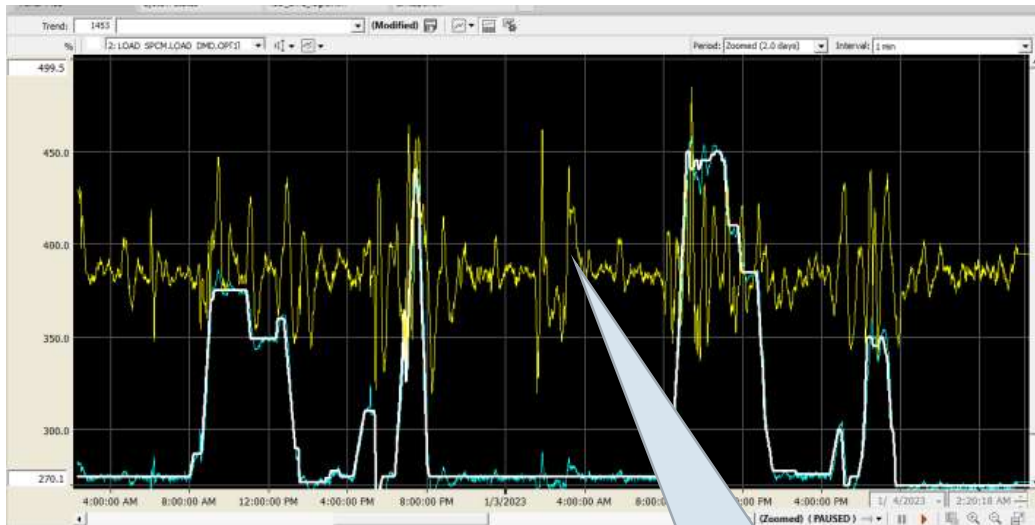 Trend: 1453 (Modified)
% 2: LOAD_SPCM.LOAD_DMD.OPT1 Period: Zoomed (2.0 days) Interval: 1 min
499.5
450.0
400.0
350.0
300.0
270.1
4:00:00 AM 8:00:00 AM 12:00:00 PM 4:00:00 PM 8:00:00 PM 1/3/2023 4:00:00 AM 4:00:00 PM 1/ 4/2023 2:20:18 AM
(Zoomed) (PAUSED)